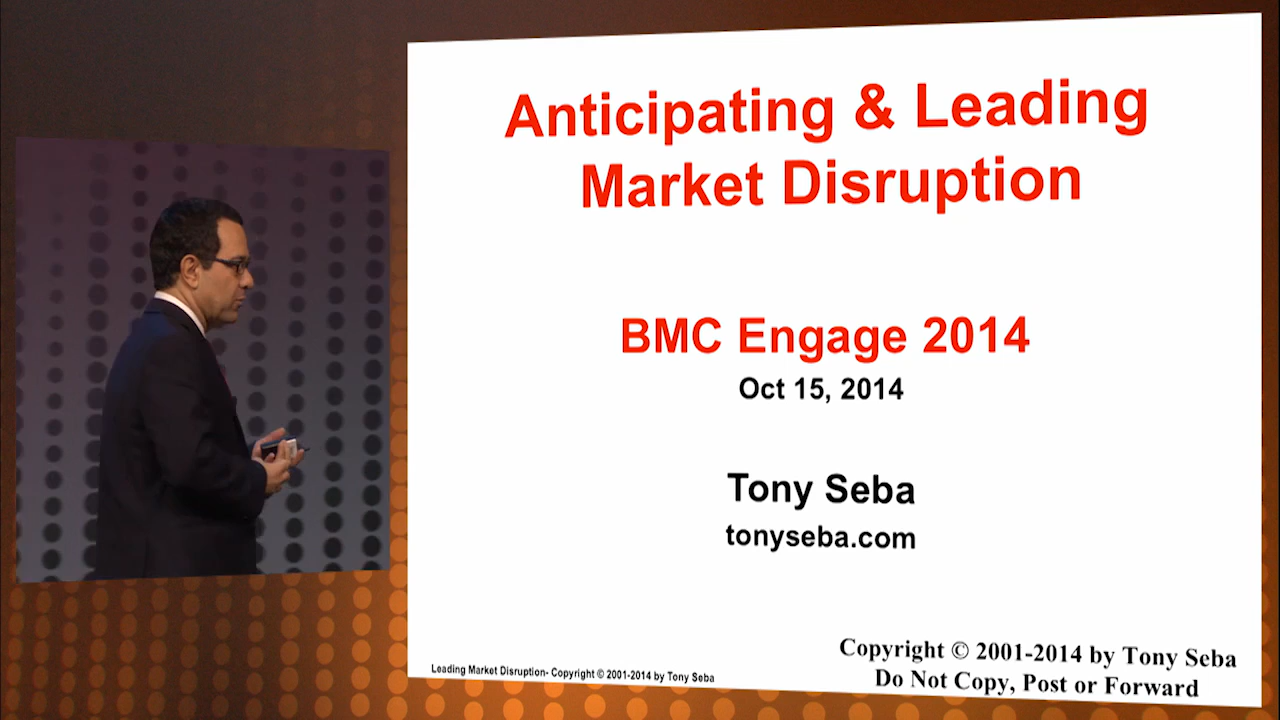 Anticipating & Leading
Market Disruption
BMC Engage 2014
Oct 15, 2014
Tony Seba
tonyseba.com
Copyright © 2001-2014 by Tony Seba
Do Not Copy, Post or Forward
Leading Market Disruption- Copyright © 2001-2014 by Tony Seba